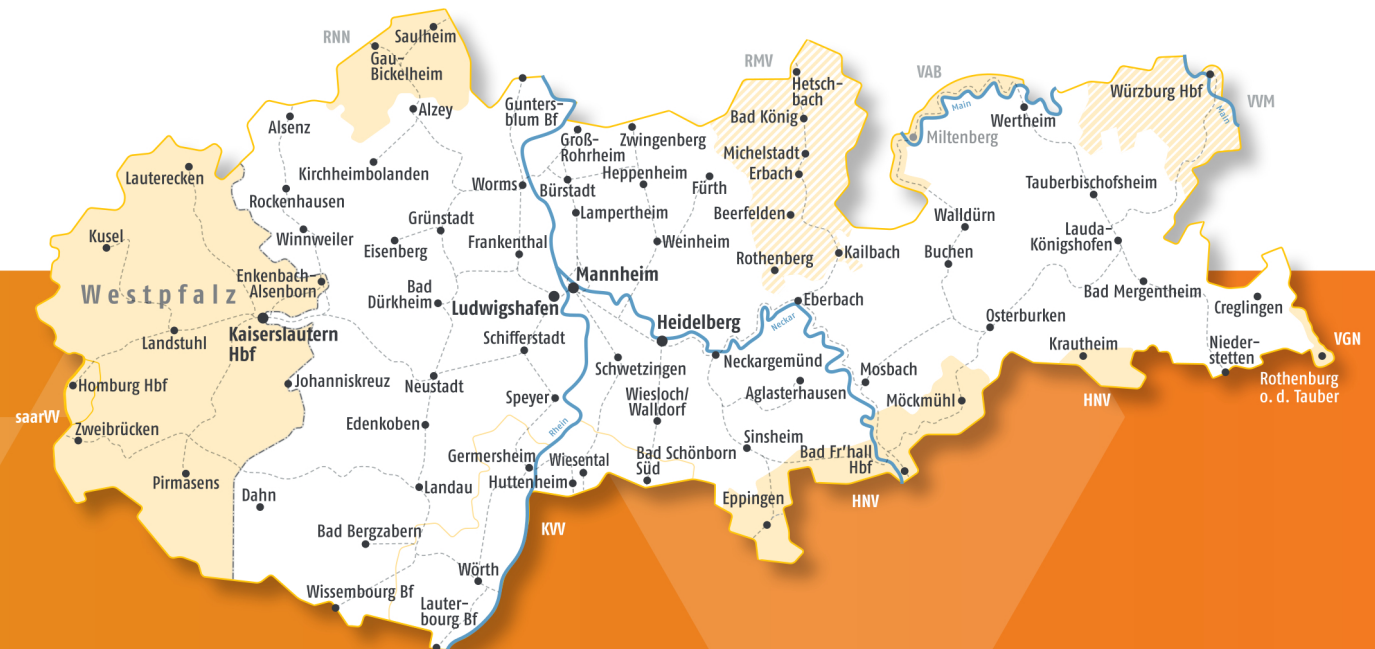 RNN
Saulheim
Gau-
Bickelheim
Alzey
Alsenz
Kirchheimbolanden
Lauterecken
Rockenhausen
Kusel
Winnweiler
Grünstadt
Eisenberg
Enkenbach-
Alsenborn
Westpfalz
Kaiserslautern
Hbf
Landstuhl
Johanniskreuz
Homburg Hbf
saarVV
Zweibrücken
Pirmasens
Dahn
Gunters-
blum Bf
Worms
Frankenthal
Bad
Dürkheim
Ludwigshafen
Mannheim
Schifferstadt
Neustadt
Speyer
Edenkoben
Germersheim
Landau
Bad Bergzabern
Wissembourg Bf
Wörth
Lauter-
bourg Bf
Rhein
KVV
Groß-
Rohrheim
Zwingenberg
Bürstadt
Heppenheim
Fürth
Lampertheim
Weinheim
Heidelberg
Schwetzingen
Wiesloch/
Walldorf
Wiesental
Huttenheim
Bad Schönborn
Süd
Neckargemünd
Aglasterhausen
Sinsheim
Eppingen
Bad Fr'hall
Hbf
HNV
RMV
Hetsch-
bach
Bad König
Michelstadt
Erbach
Beerfelden
Rothenberg
Kailbach
Eberbach
Neckar
Mosbach
Möckmühl
VAB
Main
Miltenberg
Wertheim
Würzburg Hbf
Main
VVM
Tauberbischofsheim
Walldürn
Buchen
Lauda-
Königshofen
Bad Mergentheim
Osterburken
Krautheim
HNV
Creglingen
Nieder-
stetten
VGN
Rothenburg
o. d. Tauber